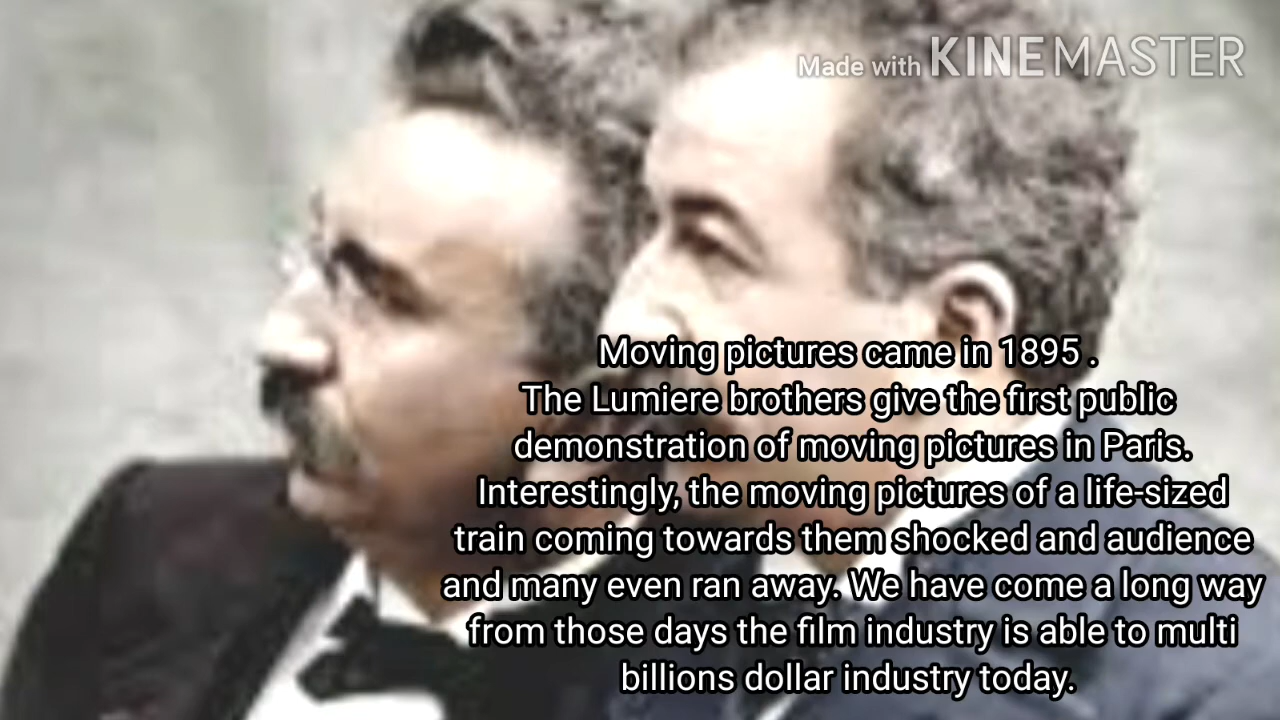 Made with KINEMASTER
Moving pictures came in 1895 .
The Lumiere brothers give the first public
demonstration of moving pictures in Paris.
Interestingly, the moving pictures of a life-sized
train coming towards them shocked and audience
and many even ran away. We have come a long way
from those days the film industry is able to multi
billions dollar industry today.